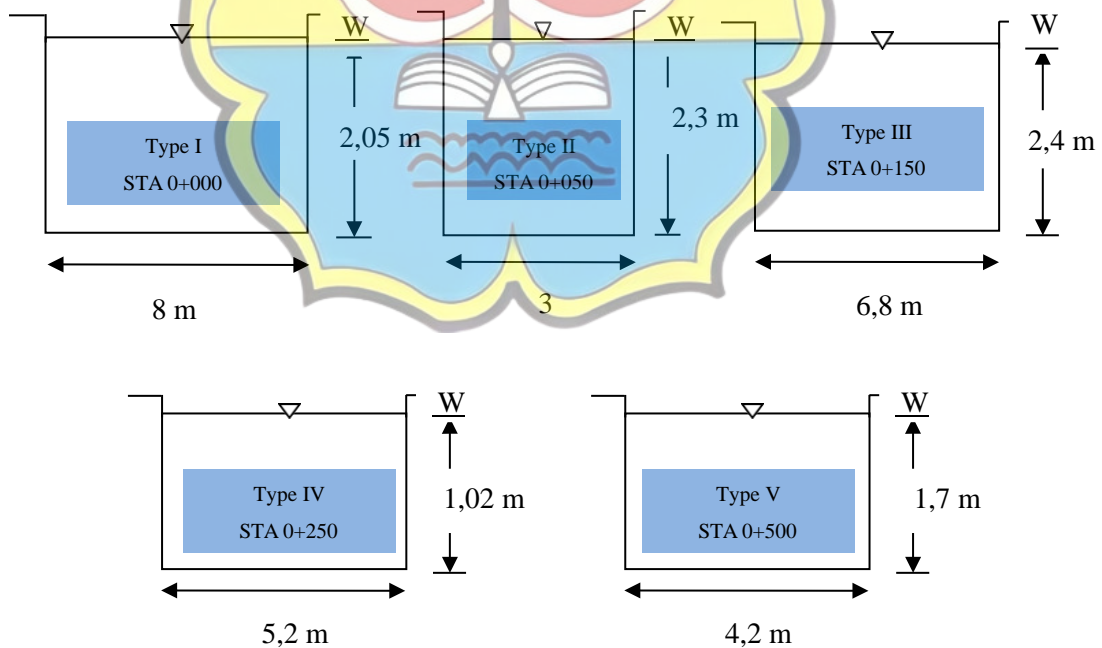 W
W
W
2,05 m
2,3 m
2,4 m
Type I
STA 0+000
Type II
STA 0+050
Type III
STA 0+150
8 m
3
6,8 m
W
W
Type IV
STA 0+250
1,02 m
Type V
STA 0+500
1,7 m
5,2 m
4,2 m